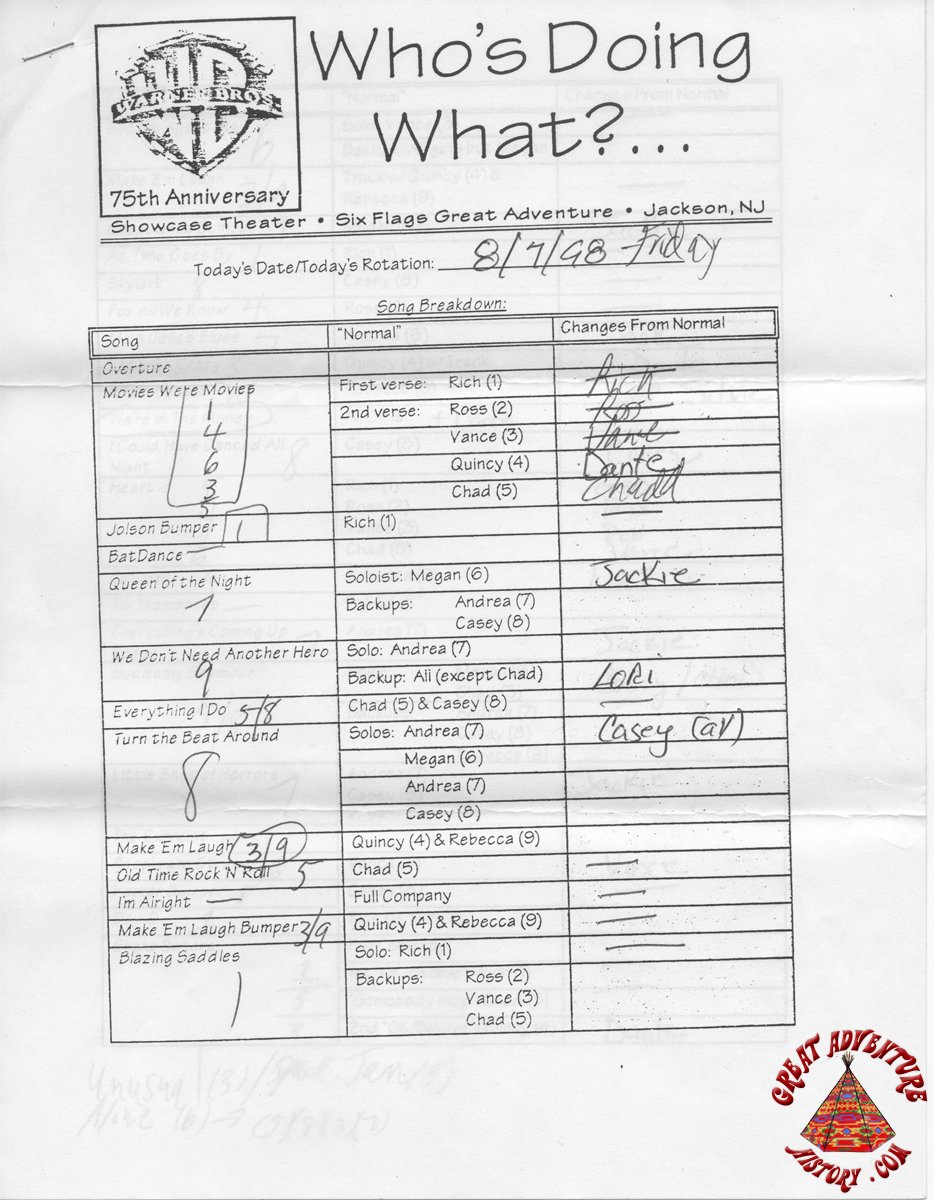 WARNER BROS.
75th Anniversary
Who's Doing
What?...
Showcase Theater • Six Flags Great Adventure • Jackson, NJ
Today's Date/Today's Rotation: 8/7/98 Friday
Song Breakdown:
Song "Normal" Changes From Normal
Overture
Movies Were Movies First verse: Rich (1) Rich
1 2nd verse: Ross (2) Ross
4 Vance (3) Vance
6 Quincy (4) Dante
3 Chad (5) Chadd
5
Jolson Bumper 1 Rich (1)
BatDance —
Queen of the Night Soloist: Megan (6) Jackie
7 Backups: Andrea (7)
Casey (8)
We Don't Need Another Hero Solo: Andrea (7)
9 Backup: All (except Chad) Lori
Everything I Do 5/8 Chad (5) & Casey (8) —
Turn the Beat Around Solos: Andrea (7) Casey (av)
8 Megan (6)
Andrea (7)
Casey (8)
Make 'Em Laugh 3/9 Quincy (4) & Rebecca (9)
Old Time Rock 'N Roll 5 Chad (5) —
I'm Airight — Full Company —
Make 'Em Laugh Bumper 3/9 Quincy (4) & Rebecca (9) —
Blazing Saddles Solo: Rich (1) —
1 Backups: Ross (2)
Vance (3)
Chad (5)
GREAT ADVENTURE
HISTORY.COM